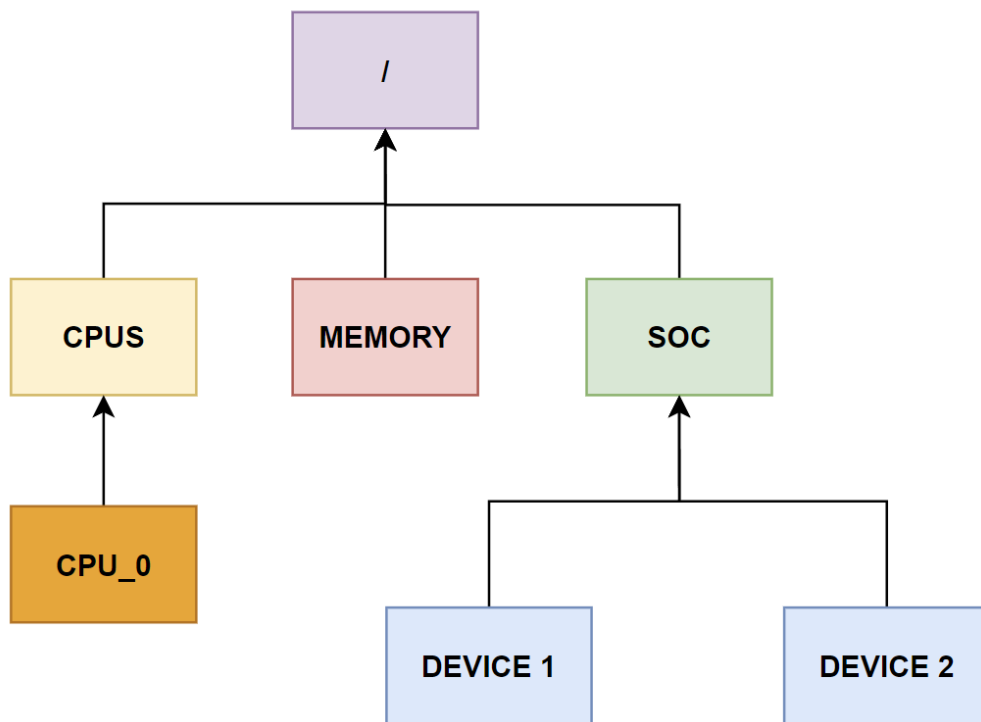 /
CPUS
MEMORY
SOC
CPU_0
DEVICE 1
DEVICE 2